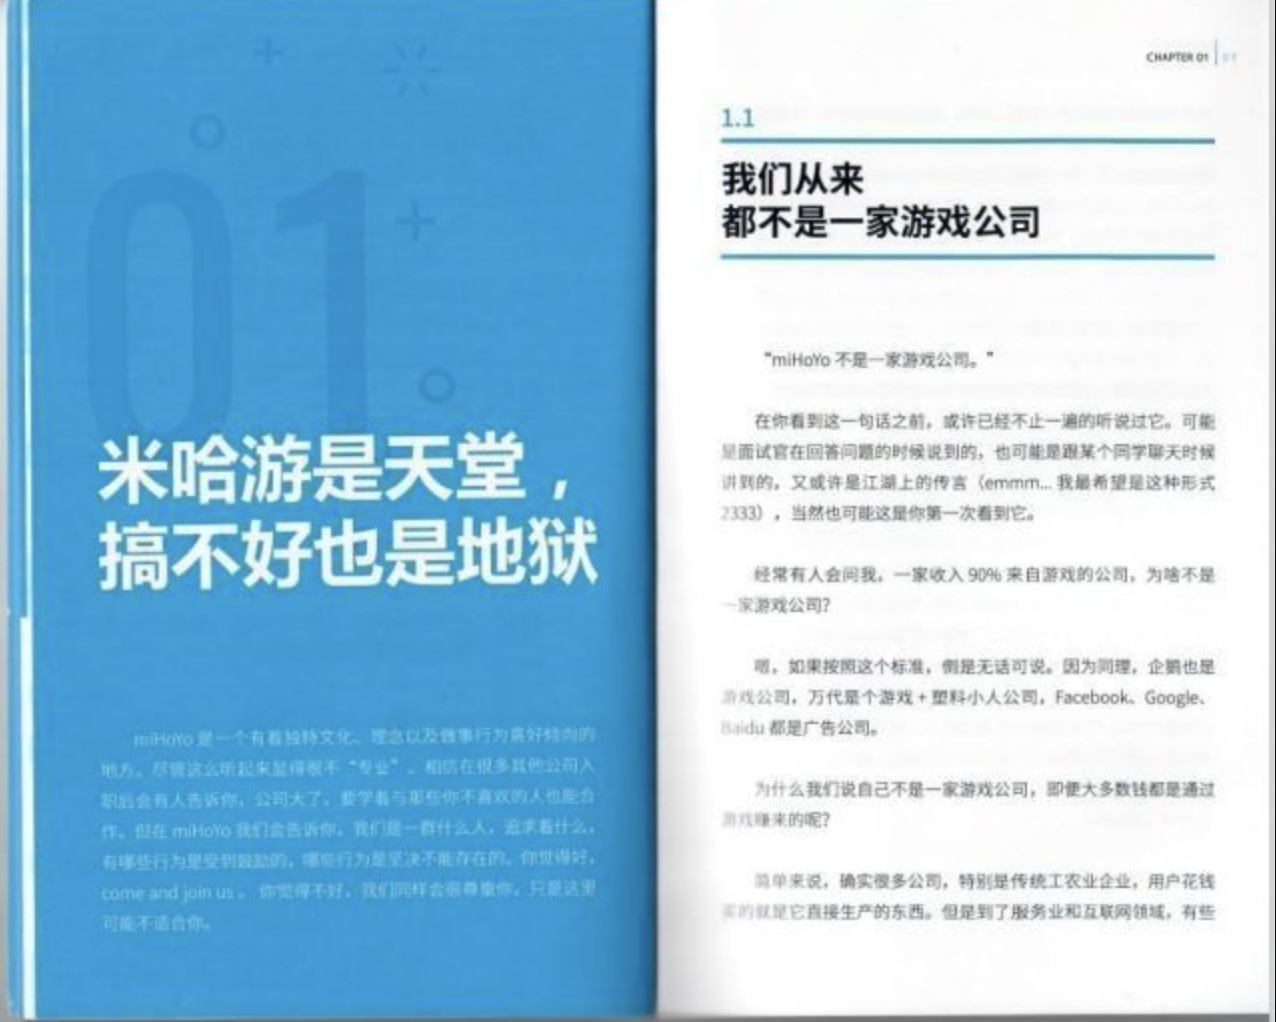 01
米哈游是天堂，
搞不好也是地狱
miHoYo 是一个有着独特文化、理念以及做事行为喜好倾向的
地方。尽管这么听起来显得很不“专业”。相信在很多其他公司入
职后会有人告诉你，公司大了，要学着与那些你不喜欢的人也能合
作。但在 miHoYo 我们会告诉你，我们是一群什么人，追求着什么，
有哪些行为是受到鼓励的，哪些行为是坚决不能存在的。你觉得好，
come and join us 。 你觉得不好，我们同样会很尊重你，只是这里
可能不适合你。
CHAPTER 01 07
1.1
我们从来
都不是一家游戏公司
“miHoYo 不是一家游戏公司。”
在你看到这一句话之前，或许已经不止一遍的听说过它。可能
是面试官在回答问题的时候说到的，也可能是跟某个同学聊天时候
讲到的，又或许是江湖上的传言（emmm... 我最希望是这种形式
2333），当然也可能这是你第一次看到它。
经常有人会问我，一家收入 90% 来自游戏的公司，为啥不是
一家游戏公司？
嗯，如果按照这个标准，倒是无话可说。因为同理，企鹅也是
游戏公司，万代是个游戏 + 塑料小人公司，Facebook、Google、
Baidu 都是广告公司。
为什么我们说自己不是一家游戏公司，即便大多数钱都是通过
游戏赚来的呢？
简单来说，确实很多公司，特别是传统工农业企业，用户花钱
买的就是它直接生产的东西。但是到了服务业和互联网领域，有些